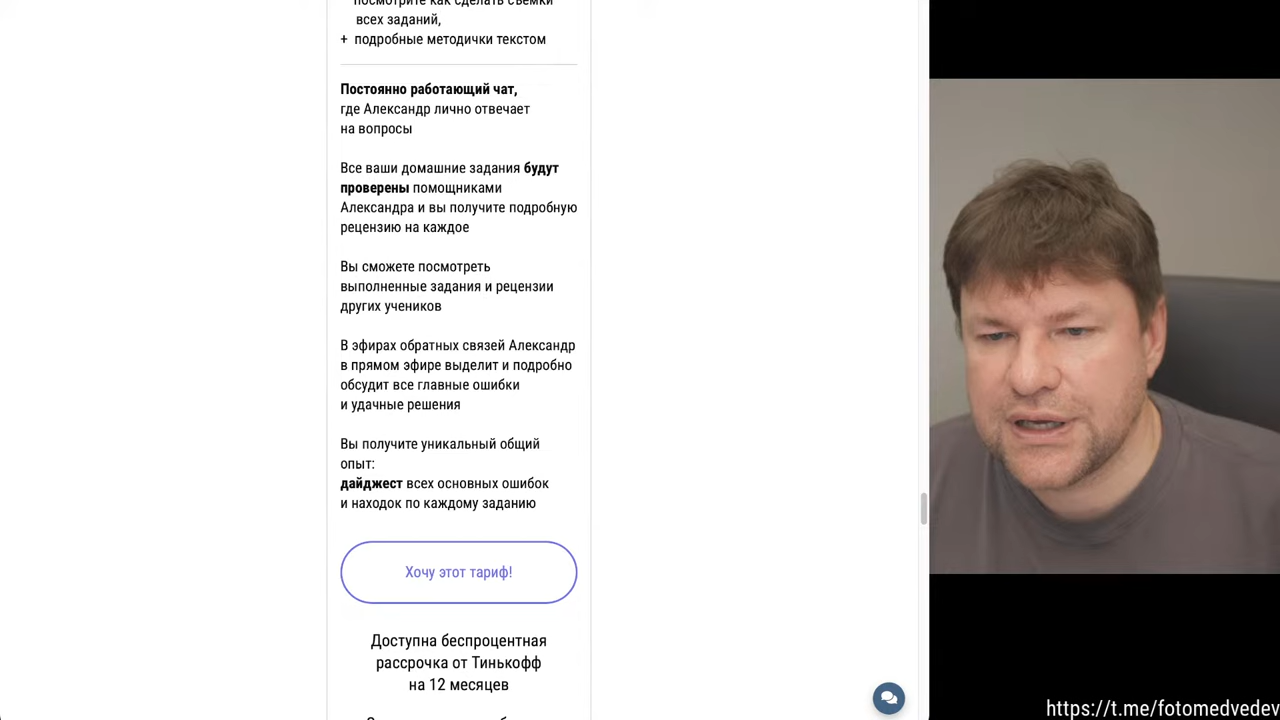 посмотрите как сделать съемки
всех заданий,
+ подробные методички текстом
Постоянно работающий чат,
где Александр лично отвечает
на вопросы
Все ваши домашние задания будут
проверены помощниками
Александра и вы получите подробную
рецензию на каждое
Вы сможете посмотреть
выполненные задания и рецензии
других учеников
В эфирах обратных связей Александр
в прямом эфире выделит и подробно
обсудит все главные ошибки
и удачные решения
Вы получите уникальный общий
опыт:
дайджест всех основных ошибок
и находок по каждому заданию
Хочу этот тариф!
Доступна беспроцентная
рассрочка от Тинькофф
на 12 месяцев
https://t.me/fotomedvedev